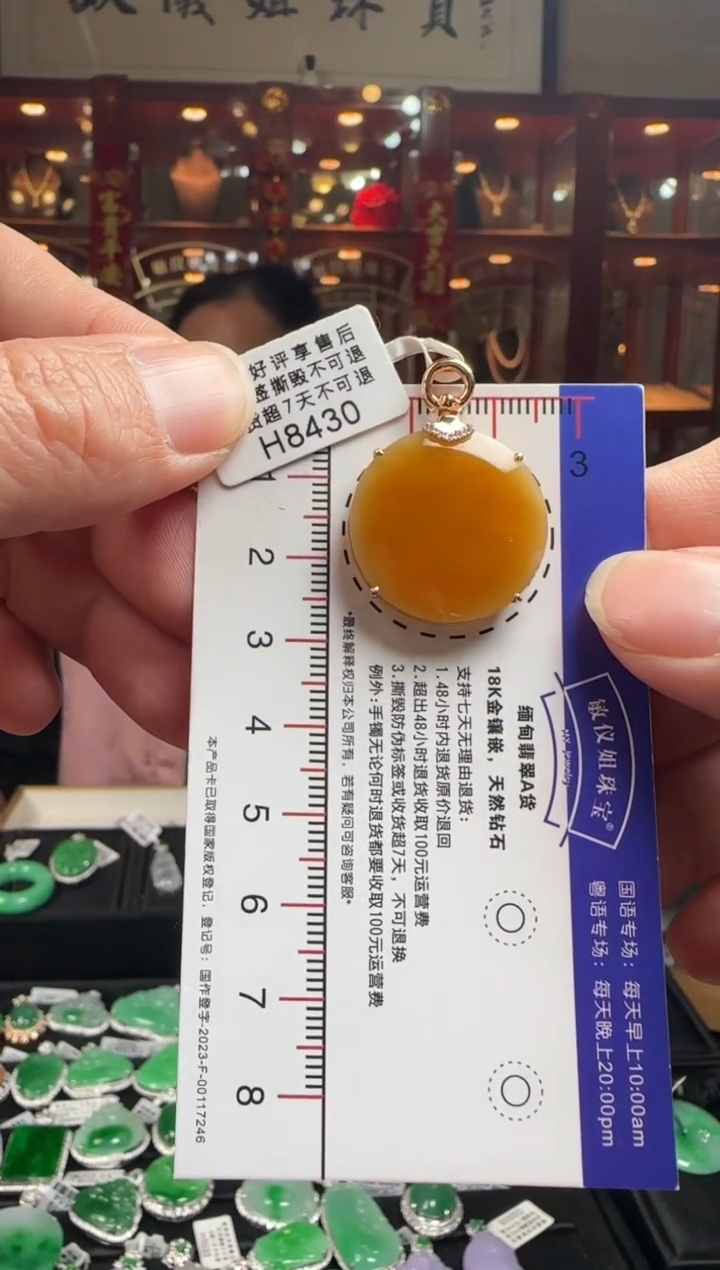 儀姐珠寶
好评享售后
签撕毁不可退
货超7天不可退
H8430
3
2
3
4
5
6
7
8
敏仪姐珠宝®
MY Jewelry
国语专场：每天早上10:00am
粤语专场：每天晚上20:00pm
缅甸翡翠A货
18K金镶嵌，天然钻石
支持七天无理由退货：
1.48小时内退货原价退回
2.超出48小时退货收取100元运营费
3.撕毁防伪标签或收货超7天，不可退换
例外：手镯无论何时退货都要收取100元运营费
*最终解释权归本公司所有，若有疑问可咨询客服*
本产品卡已取得国家版权登记，登记号：国作登字-2023-F-00117246